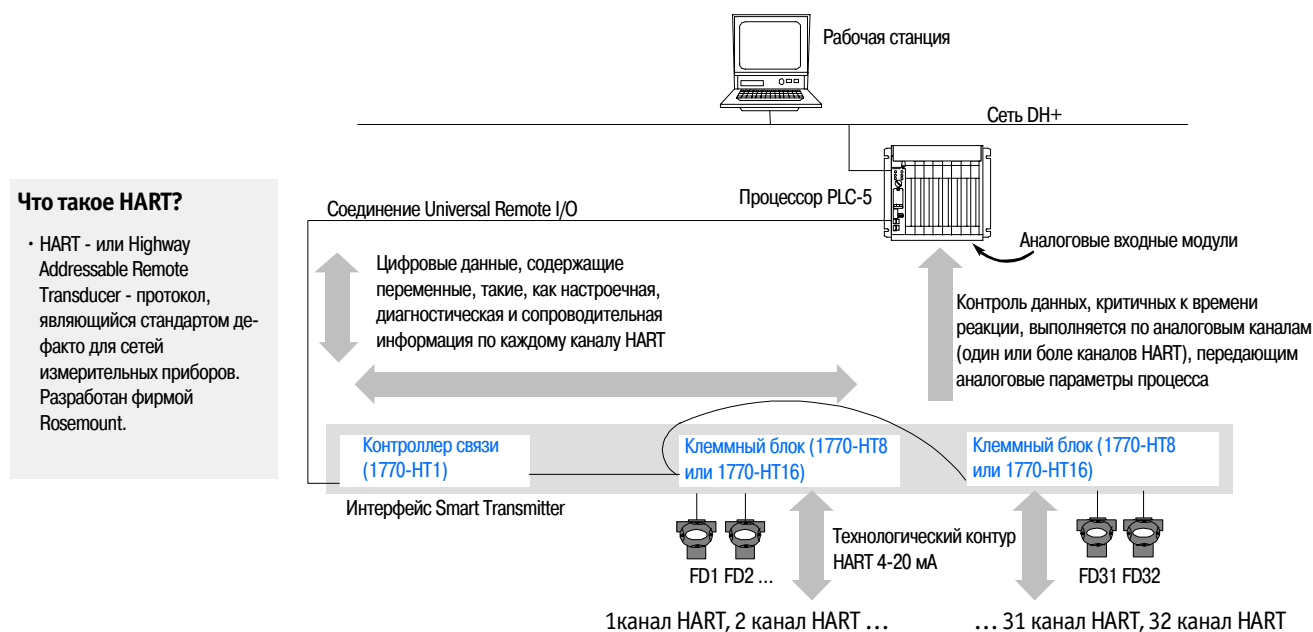 Рабочая станция
Сеть DH+
Что такое HART?
· HART - или Highway
Addressable Remote
Transducer - протокол,
являющийся стандартом де-
факто для сетей
измерительных приборов.
Разработан фирмой
Rosemount.
Соединение Universal Remote I/O
Процессор PLC-5
Аналоговые входные модули
Цифровые данные, содержащие
переменные, такие, как настроечная,
диагностическая и сопроводительная
информация по каждому каналу HART
Контроль данных, критичных к времени
реакции, выполняется по аналоговым каналам
(один или боле каналов HART), передающим
аналоговые параметры процесса
Контроллер связи
(1770-HT1)
Клеммный блок (1770-HT8
или 1770-HT16)
Клеммный блок (1770-HT8
или 1770-HT16)
Интерфейс Smart Transmitter
Технологический контур
HART 4-20 мА
FD1 FD2 ...
FD31 FD32
1канал HART, 2 канал HART ...
... 31 канал HART, 32 канал HART